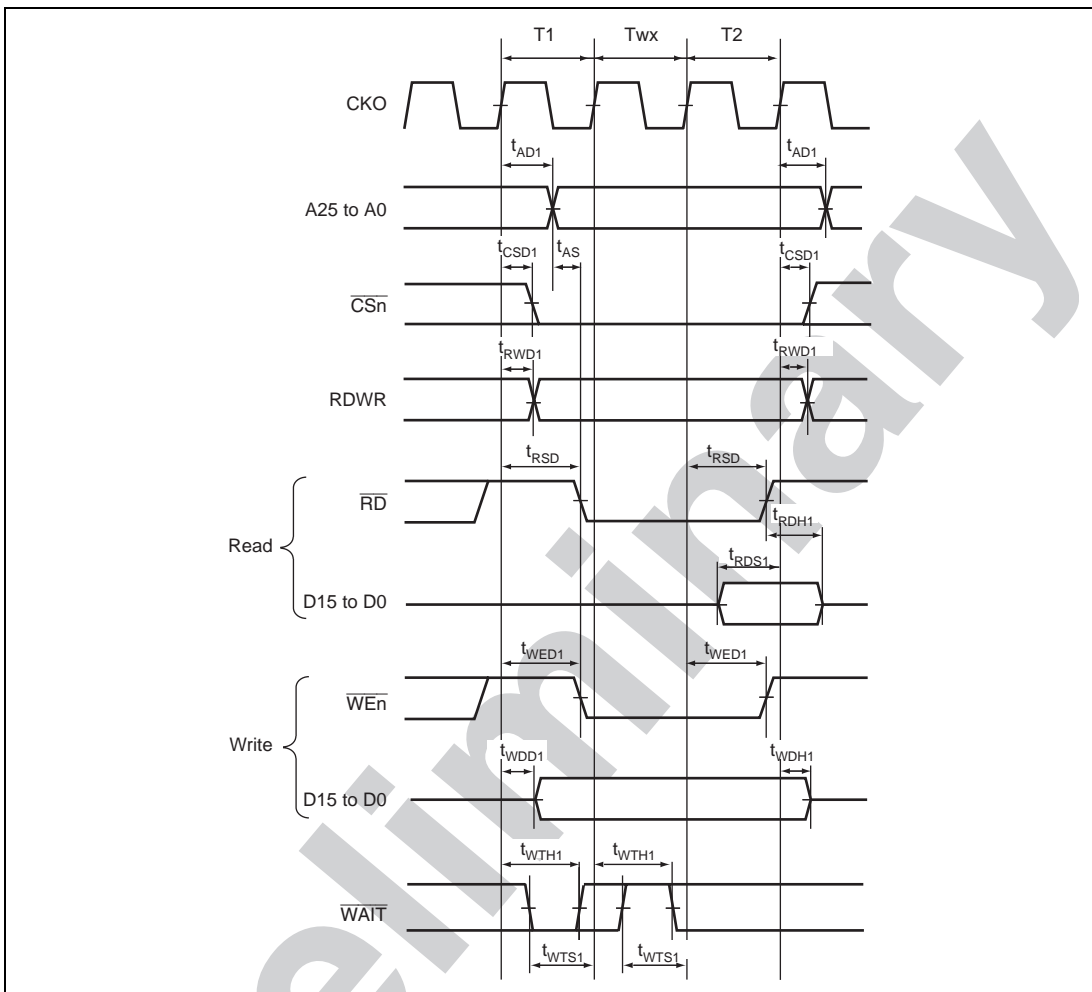 T1 Twx T2
CKO
tAD1 tAD1
A25 to A0
tCSD1 tAS tCSD1
CSn
tRWD1 tRWD1
RDWR
tRSD tRSD
RD
tRDH1
Read
tRDS1
D15 to D0
tWED1 tWED1
WEn
Write
tWDD1 tWDH1
D15 to D0
tWTH1 tWTH1
WAIT
tWTS1 tWTS1
eliminary